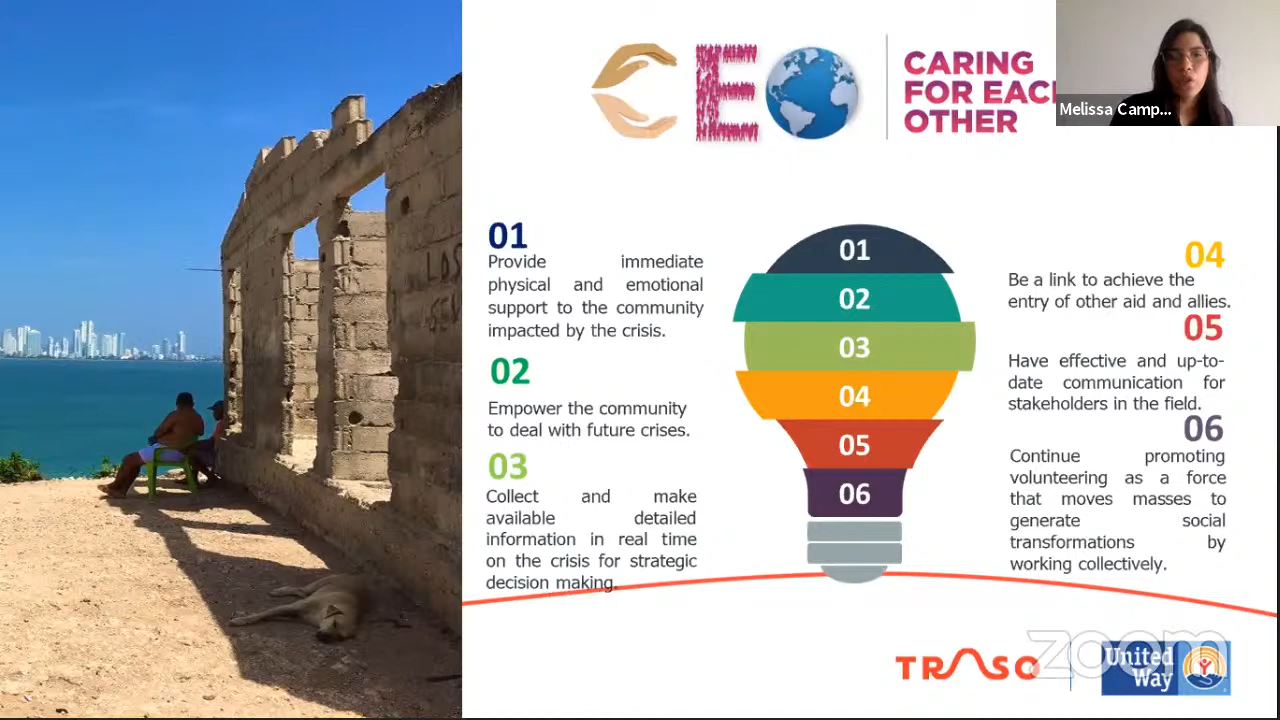 CEO
CARING
FOR EACH
OTHER
Melissa Camp...
01
Provide immediate
physical and emotional
support to the community
impacted by the crisis.
02
Empower the community
to deal with future crises.
03
Collect and make
available detailed
information in real time
on the crisis for strategic
decision making.
01
02
03
04
05
06
04
Be a link to achieve the
entry of other aid and allies.
05
Have effective and up-to-
date communication for
stakeholders in the field.
06
Continue promoting
volunteering as a force
that moves masses to
generate social
transformations by
working collectively.
LOS
TRASO
zoom
United
Way